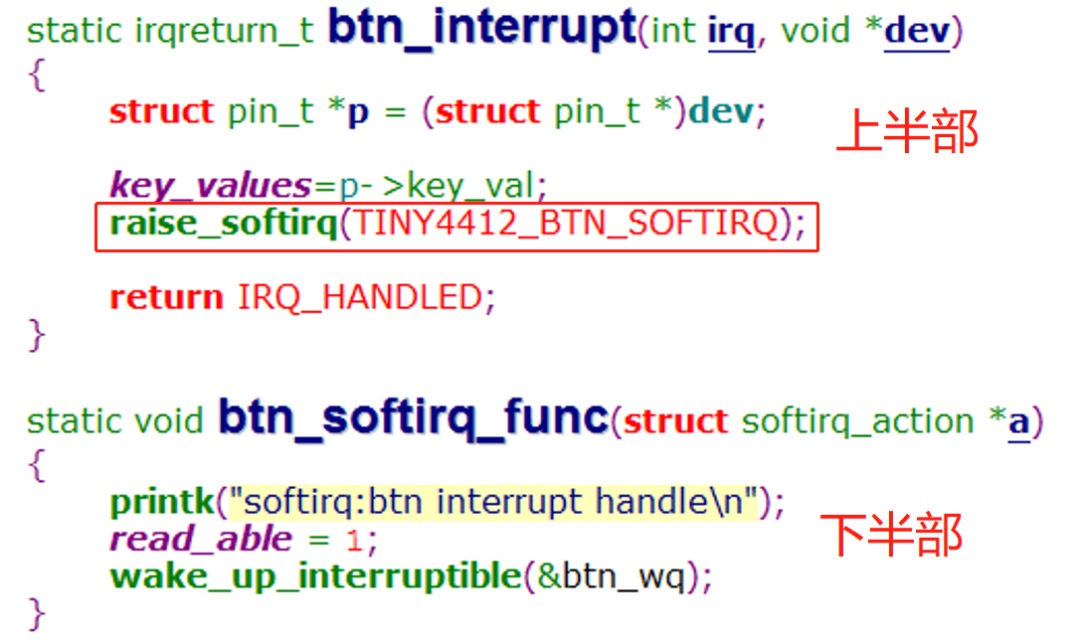 static irqreturn_t btn_interrupt(int irq, void *dev)
{
struct pin_t *p = (struct pin_t *)dev;
上半部
key_values=p->key_val;
raise_softirq(TINY4412_BTN_SOFTIRQ);
return IRQ_HANDLED;
}
static void btn_softirq_func(struct softirq_action *a)
{
printk("softirq:btn interrupt handle\n");
下半部
read_able = 1;
wake_up_interruptible(&btn_wq);
}